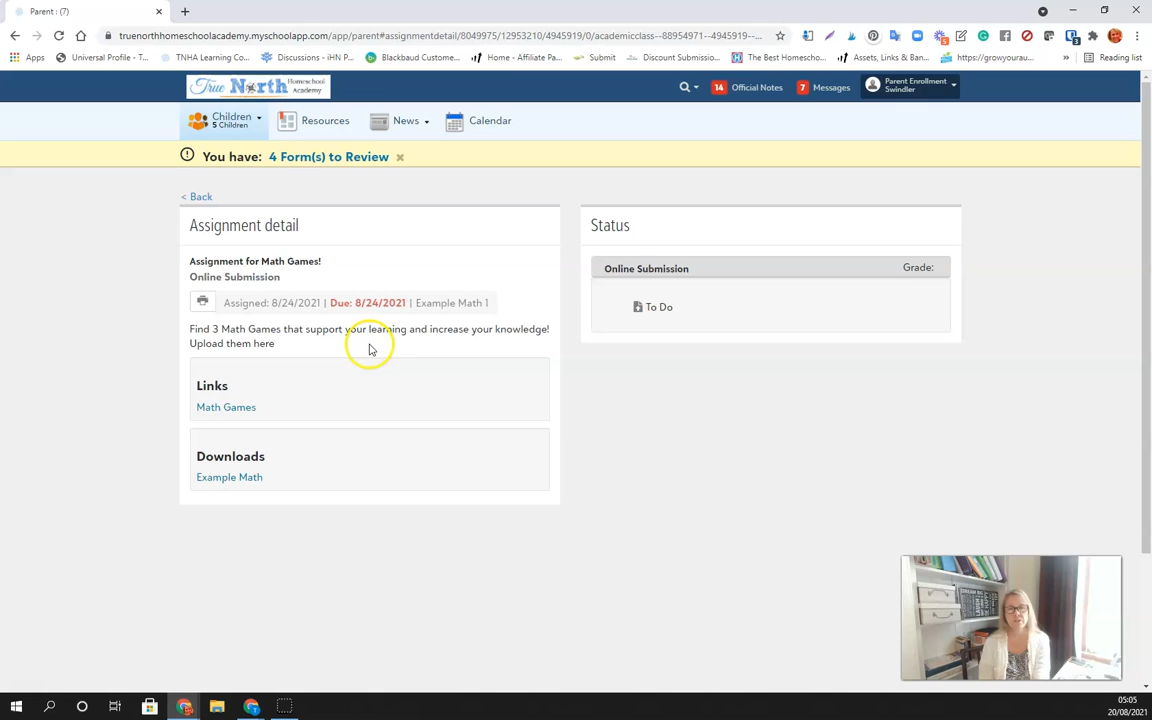 Parent : (7)
truenorthhomeschoolacademy.myschoolapp.com/app/parent#assignmentdetail/8049975/12953210/4945919/0/academicclass--88954971--4945919--...
Apps Universal Profile - T... TNHA Learning Co... Discussions - iHN P... Blackbaud Custome... Home - Affiliate Pa... Submit Discount Submissio... The Best Homescho... Assets, Links & Ban... https://growyourau... » Reading list
True North Homeschool Academy
14 Official Notes 7 Messages Parent Enrollment
Swindler
Children
5 Children
Resources News Calendar
You have: 4 Form(s) to Review ×
< Back
Assignment detail
Assignment for Math Games!
Online Submission
Assigned: 8/24/2021 | Due: 8/24/2021 | Example Math 1
Find 3 Math Games that support your learning and increase your knowledge!
Upload them here
Links
Math Games
Downloads
Example Math
Status
Online Submission Grade:
To Do
05:05
20/08/2021